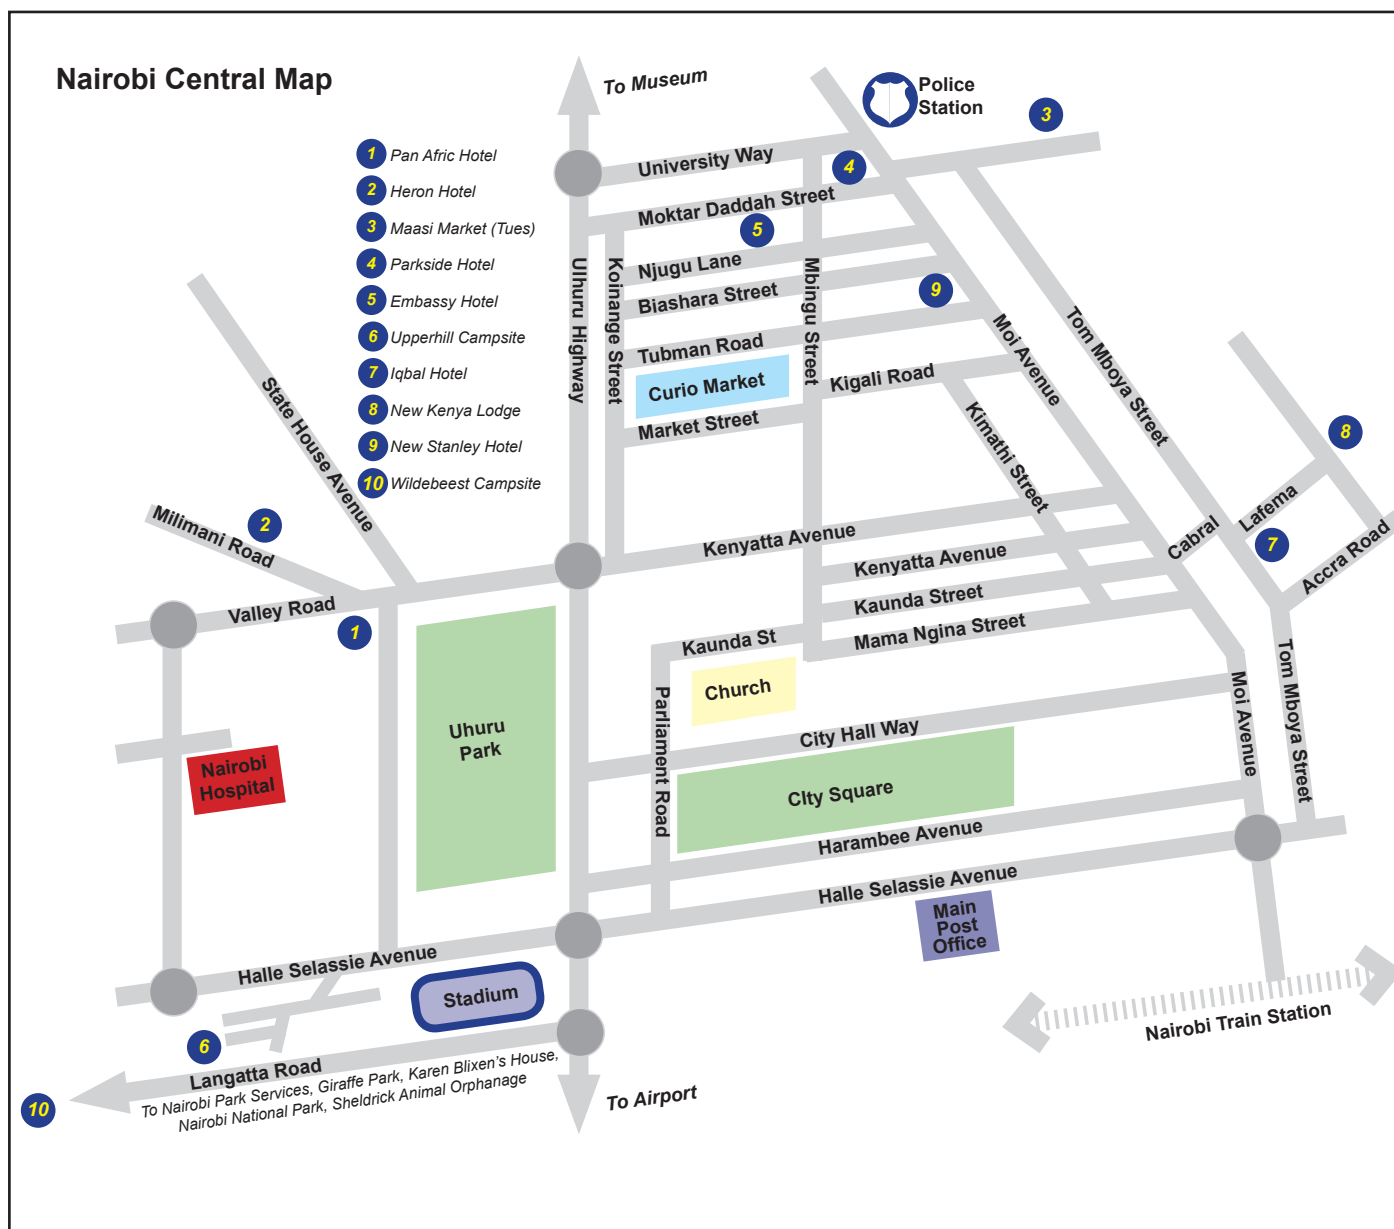 Nairobi Central Map
To Museum
Police
Station
3
1 Pan Afric Hotel
2 Heron Hotel
3 Maasi Market (Tues)
4 Parkside Hotel
5 Embassy Hotel
6 Upperhill Campsite
7 Iqbal Hotel
8 New Kenya Lodge
9 New Stanley Hotel
10 Wildebeest Campsite
University Way
4
Moktar Daddah Street
5
Njugu Lane
Biashara Street
9
Tubman Road
Curio Market
Kigali Road
Market Street
Ulhuru Highway
Koinange Street
Mbingu Street
Moi Avenue
Tom Mboya Street
Kimathi Street
State House Avenue
8
Milimani Road
2
Lafema
Cabral
7
Accra Road
Kenyatta Avenue
Kenyatta Avenue
Kaunda Street
Mama Ngina Street
Valley Road
1
Kaunda St
Church
Parliament Road
Uhuru
Park
City Hall Way
CIty Square
Moi Avenue
Tom Mboya Street
Nairobi
Hospital
Harambee Avenue
Halle Selassie Avenue
Main
Post
Office
Halle Selassie Avenue
Stadium
Nairobi Train Station
6
Langatta Road
To Nairobi Park Services, Giraffe Park, Karen Blixen's House,
Nairobi National Park, Sheldrick Animal Orphanage
10
To Airport